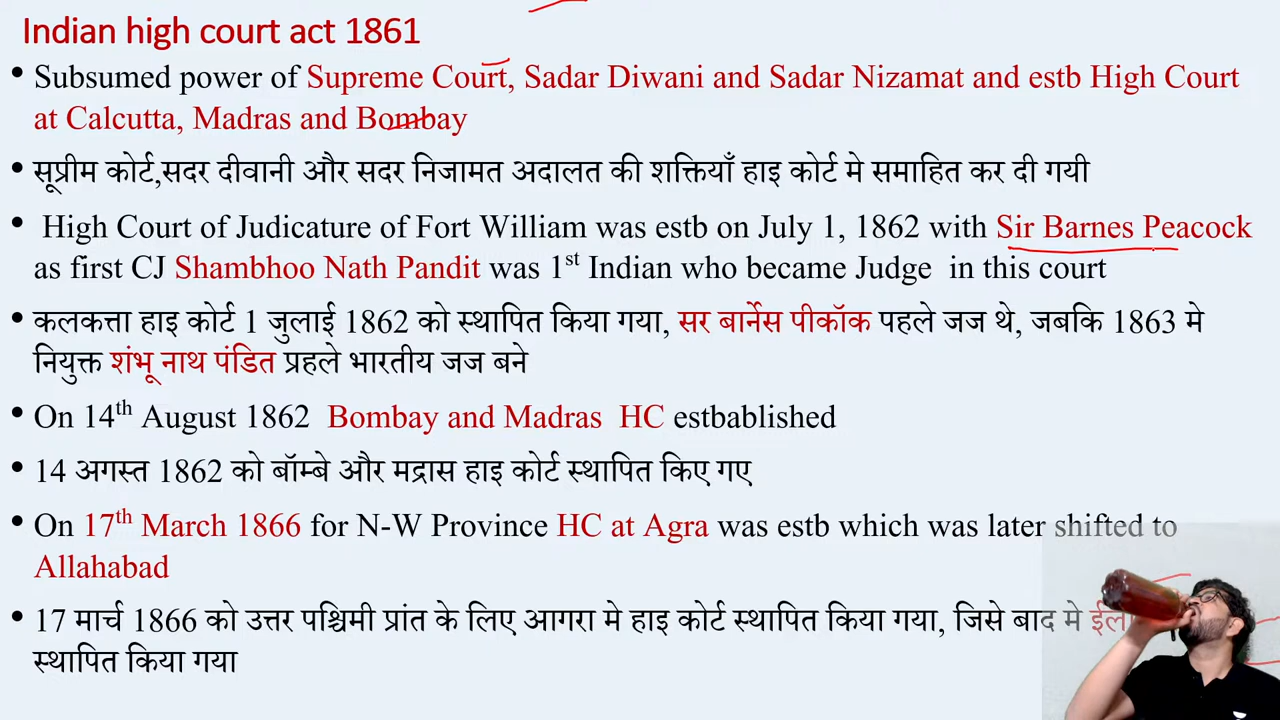 Indian high court act 1861
• Subsumed power of Supreme Court, Sadar Diwani and Sadar Nizamat and estb High Court
at Calcutta, Madras and Bombay
• सूप्रीम कोर्ट,सदर दीवानी और सदर निजामत अदालत की शक्तियाँ हाइ कोर्ट मे समाहित कर दी गयी
• High Court of Judicature of Fort William was estb on July 1, 1862 with Sir Barnes Peacock
as first CJ Shambhoo Nath Pandit was 1st Indian who became Judge in this court
• कलकत्ता हाइ कोर्ट 1 जुलाई 1862 को स्थापित किया गया, सर बार्नेस पीकॉक पहले जज थे, जबकि 1863 मे
नियुक्त शंभू नाथ पंडित प्रहले भारतीय जज बने
• On 14th August 1862 Bombay and Madras HC estbablished
• 14 अगस्त 1862 को बॉम्बे और मद्रास हाइ कोर्ट स्थापित किए गए
• On 17th March 1866 for N-W Province HC at Agra was estb which was later shifted to
Allahabad
• 17 मार्च 1866 को उत्तर पश्चिमी प्रांत के लिए आगरा मे हाइ कोर्ट स्थापित किया गया, जिसे बाद मे
स्थापित किया गया